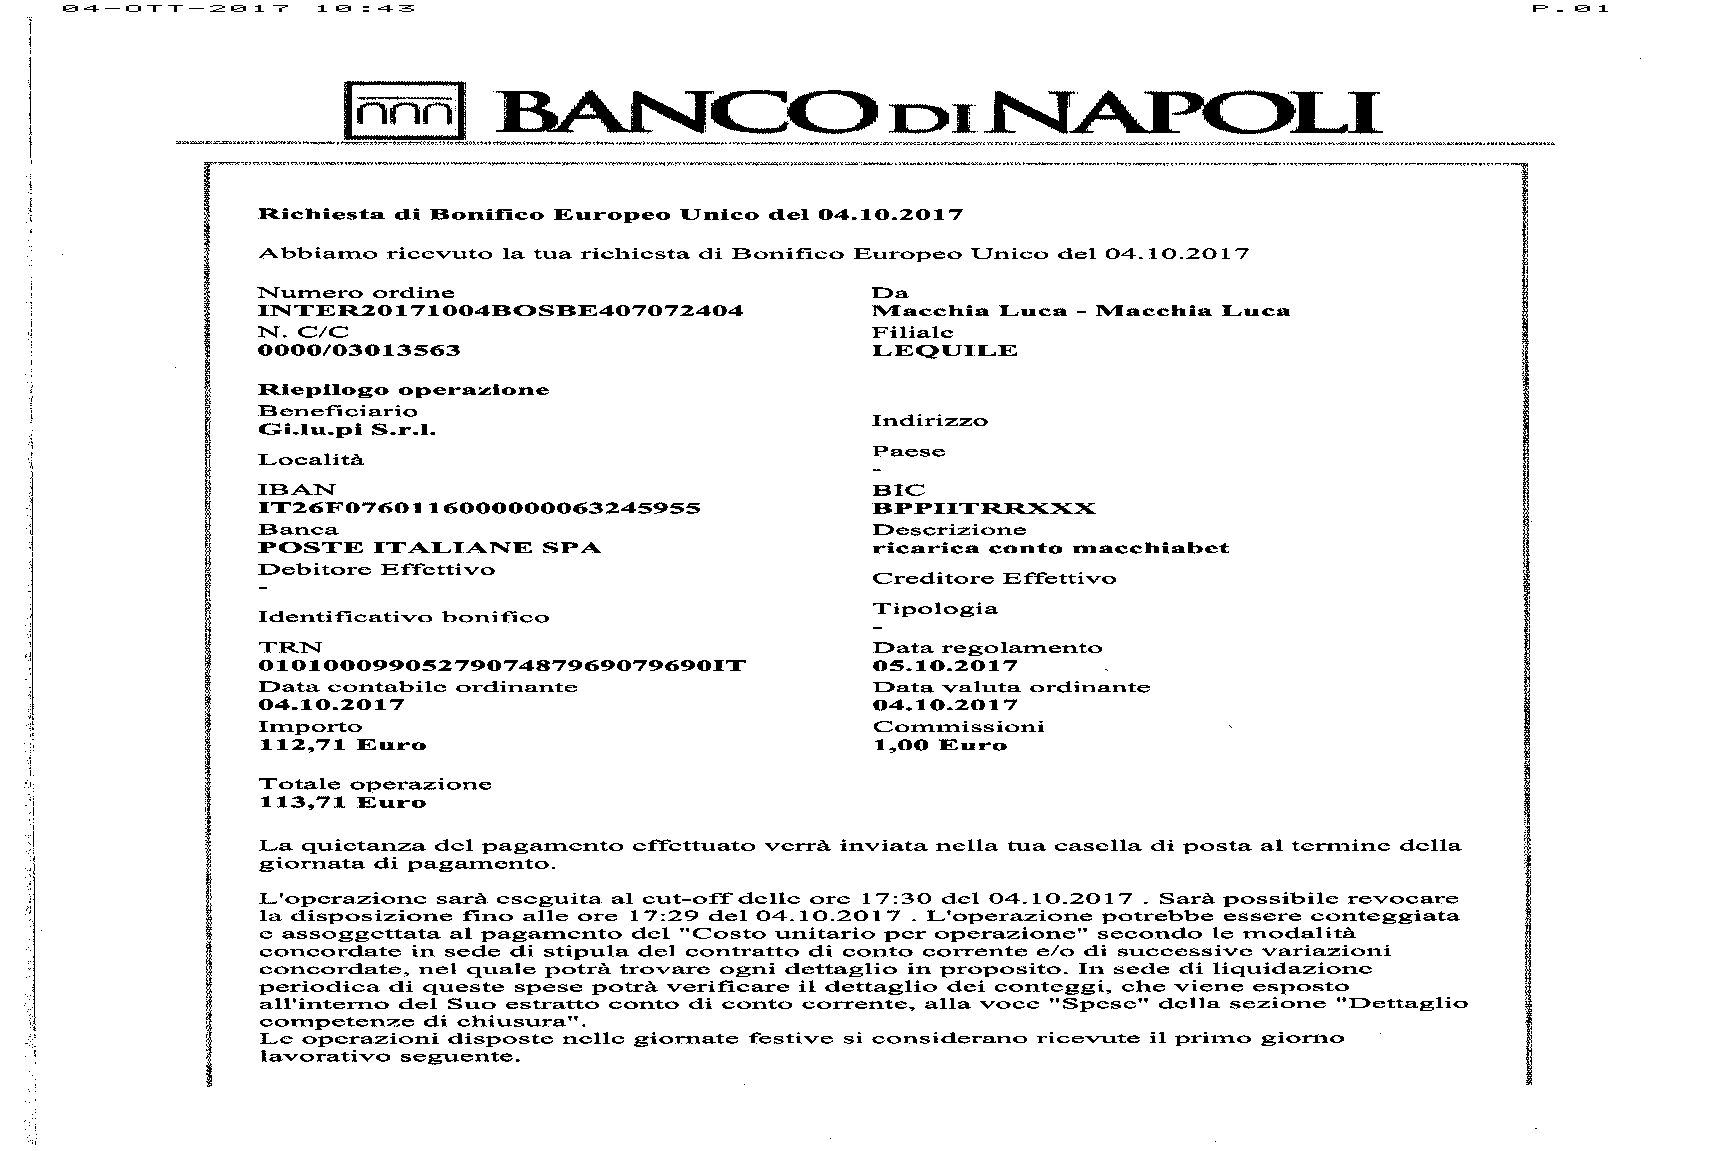 04-OTT-2017 10:43 P.01
BANCO DI NAPOLI
Richiesta di Bonifico Europeo Unico del 04.10.2017
Abbiamo ricevuto la tua richiesta di Bonifico Europeo Unico del 04.10.2017
Numero ordine Da
INTER20171004BOSBE407072404 Macchia Luca - Macchia Luca
N. C/C Filiale
0000/03013563 LEQUILE
Riepilogo operazione
Beneficiario Indirizzo
Gi.lu.pi S.r.l.
Località Paese
-
IBAN BIC
IT26F0760116000000063245955 BPPIITRRXXX
Banca Descrizione
POSTE ITALIANE SPA ricarica conto macchiabet
Debitore Effettivo Creditore Effettivo
-
Identificativo bonifico Tipologia
-
TRN Data regolamento
0101000990527907487969079690IT 05.10.2017
Data contabile ordinante Data valuta ordinante
04.10.2017 04.10.2017
Importo Commissioni
112,71 Euro 1,00 Euro
Totale operazione
113,71 Euro
La quietanza del pagamento effettuato verrà inviata nella tua casella di posta al termine della
giornata di pagamento.
L'operazione sarà eseguita al cut-off delle ore 17:30 del 04.10.2017 . Sarà possibile revocare
la disposizione fino alle ore 17:29 del 04.10.2017 . L'operazione potrebbe essere conteggiata
e assoggettata al pagamento del "Costo unitario per operazione" secondo le modalità
concordate in sede di stipula del contratto di conto corrente e/o di successive variazioni
concordate, nel quale potrà trovare ogni dettaglio in proposito. In sede di liquidazione
periodica di queste spese potrà verificare il dettaglio dei conteggi, che viene esposto
all'interno del Suo estratto conto di conto corrente, alla voce "Spese" della sezione "Dettaglio
competenze di chiusura".
Le operazioni disposte nelle giornate festive si considerano ricevute il primo giorno
lavorativo seguente.